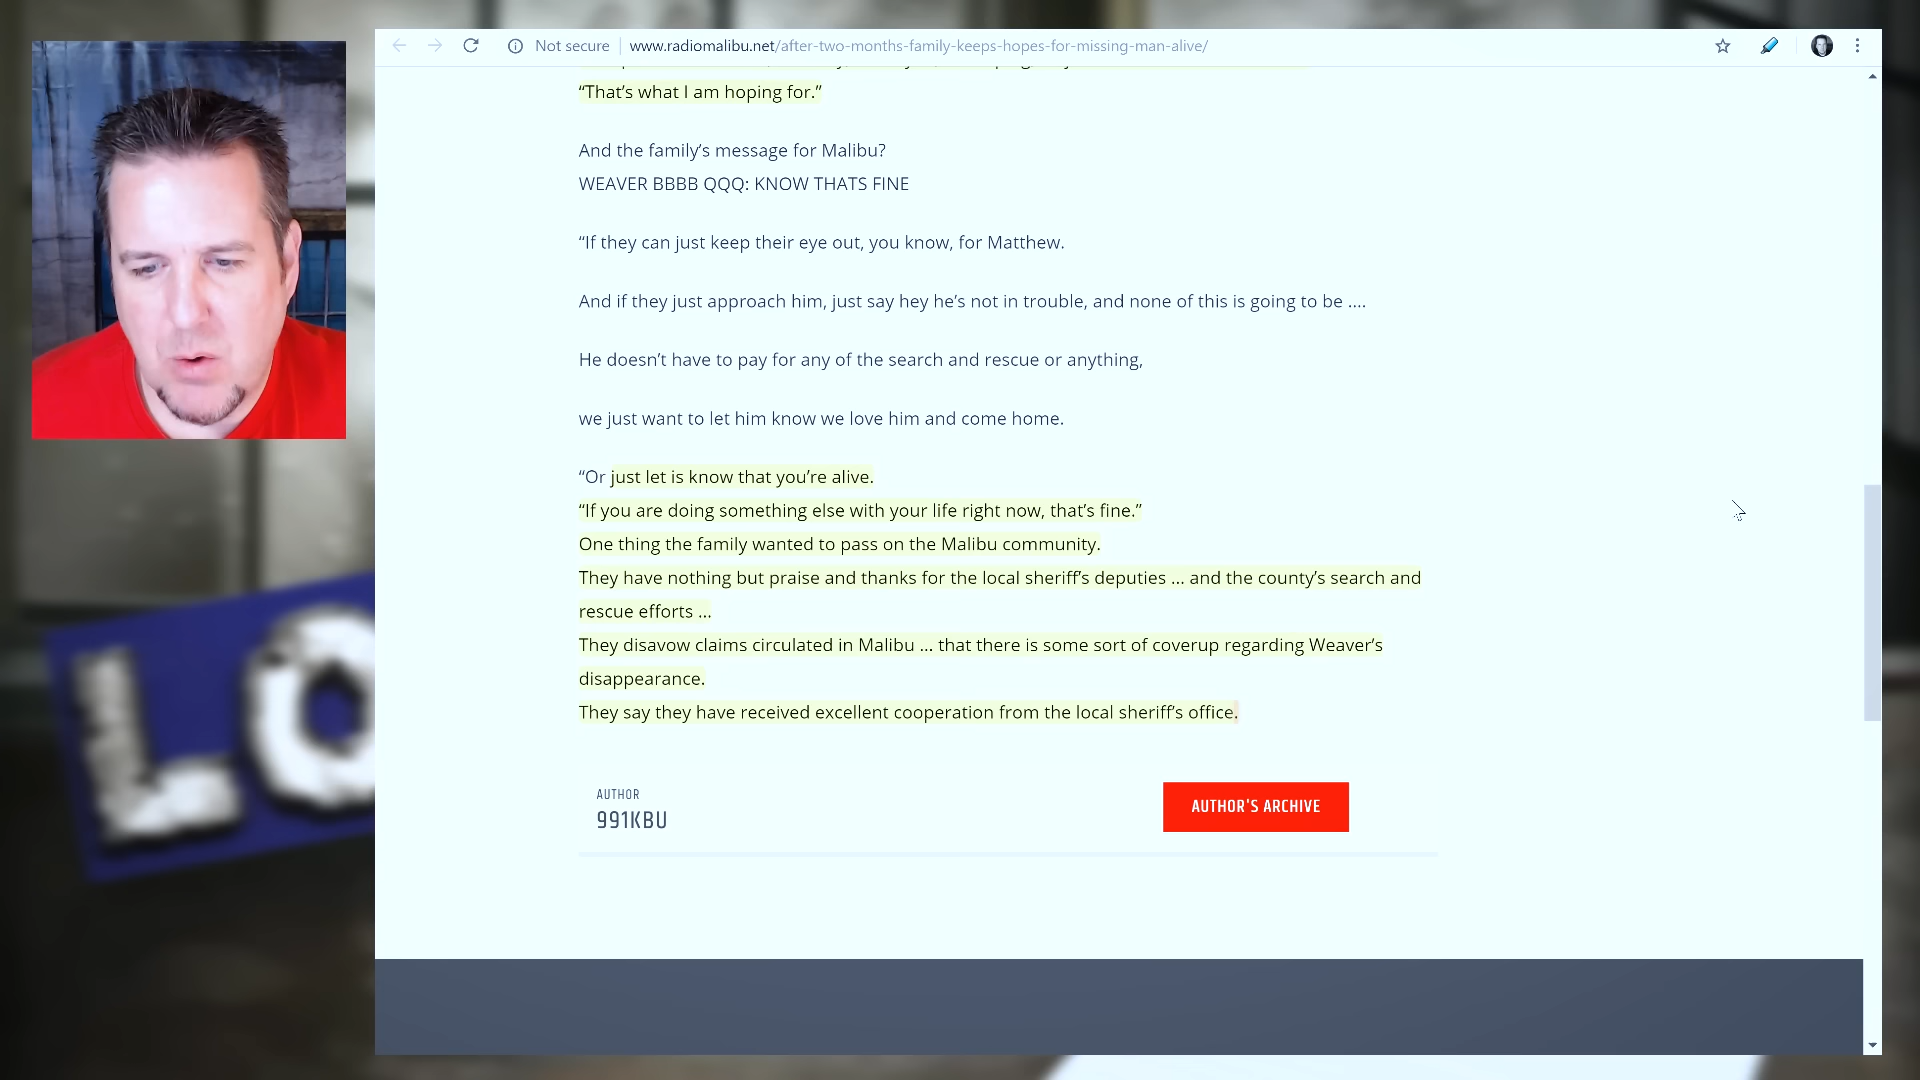 Not secure
www.radiomalibu.net/after-two-months-family-keeps-hopes-for-missing-man-alive/
“That’s what I am hoping for.”
And the family’s message for Malibu?
WEAVER BBBB QQQ: KNOW THATS FINE
“If they can just keep their eye out, you know, for Matthew.
And if they just approach him, just say hey he’s not in trouble, and none of this is going to be ....
He doesn’t have to pay for any of the search and rescue or anything,
we just want to let him know we love him and come home.
“Or just let is know that you’re alive.
“If you are doing something else with your life right now, that’s fine.”
One thing the family wanted to pass on the Malibu community.
They have nothing but praise and thanks for the local sheriff’s deputies ... and the county’s search and
rescue efforts ...
They disavow claims circulated in Malibu ... that there is some sort of coverup regarding Weaver’s
disappearance.
They say they have received excellent cooperation from the local sheriff’s office.
AUTHOR
991KBU
AUTHOR'S ARCHIVE
LO